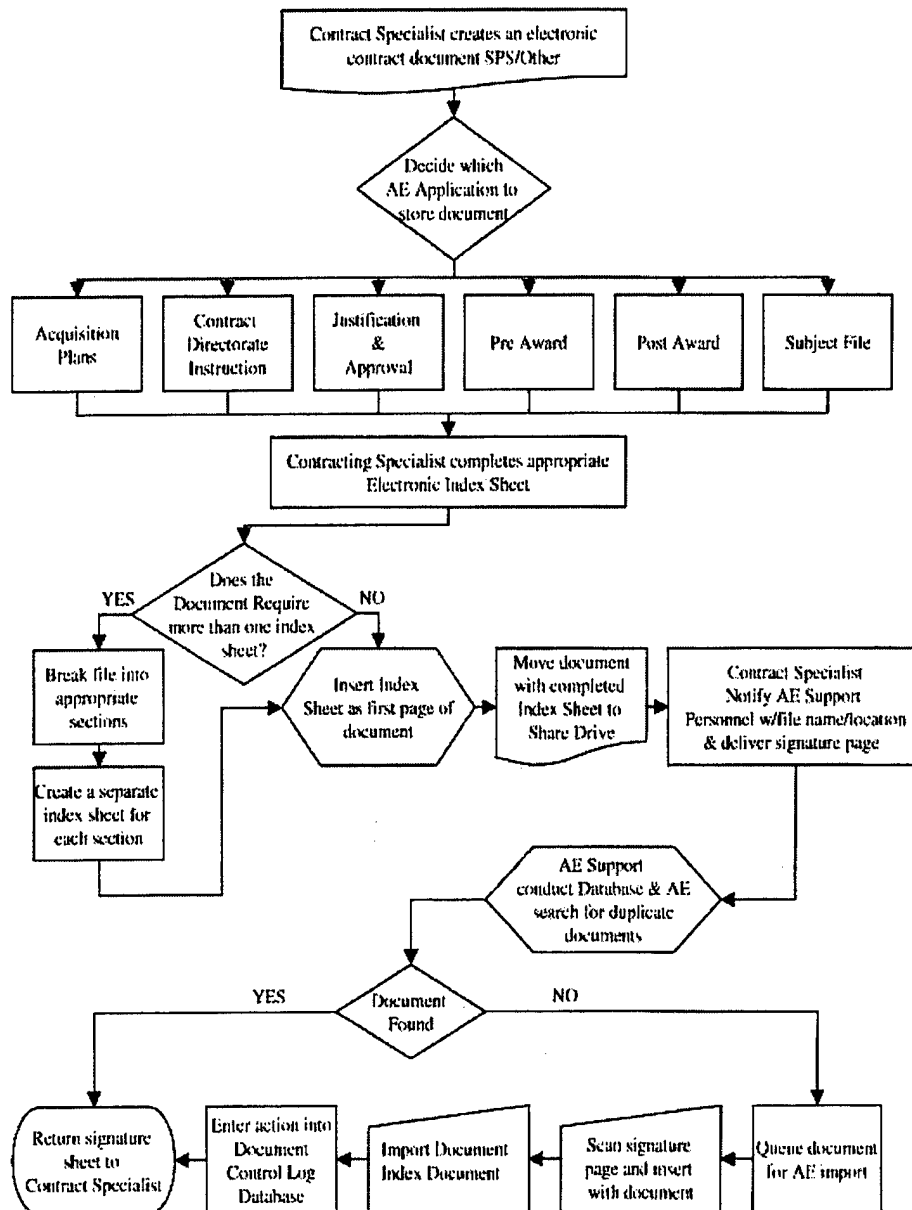 Contract Specialist creates an electronic
contract document SPS/Other
Decide which
AE Application to
store document
Acquisition
Plans
Contract
Directorate
Instruction
Justification
&
Approval
Pre Award
Post Award
Subject File
Contracting Specialist completes appropriate
Electronic Index Sheet
Does the
Document Require
more than one index
sheet?
YES
NO
Break file into
appropriate
sections
Create a separate
index sheet for
each section
Insert Index
Sheet as first page of
document
Move document
with completed
Index Sheet to
Share Drive
Contract Specialist
Notify AE Support
Personnel w/file name/location
& deliver signature page
AE Support
conduct Database & AE
search for duplicate
documents
YES
NO
Document
Found
Return signature
sheet to
Contract Specialist
Enter action into
Document
Control Log
Database
Import Document
Index Document
Scan signature
page and insert
with document
Queue document
for AE import